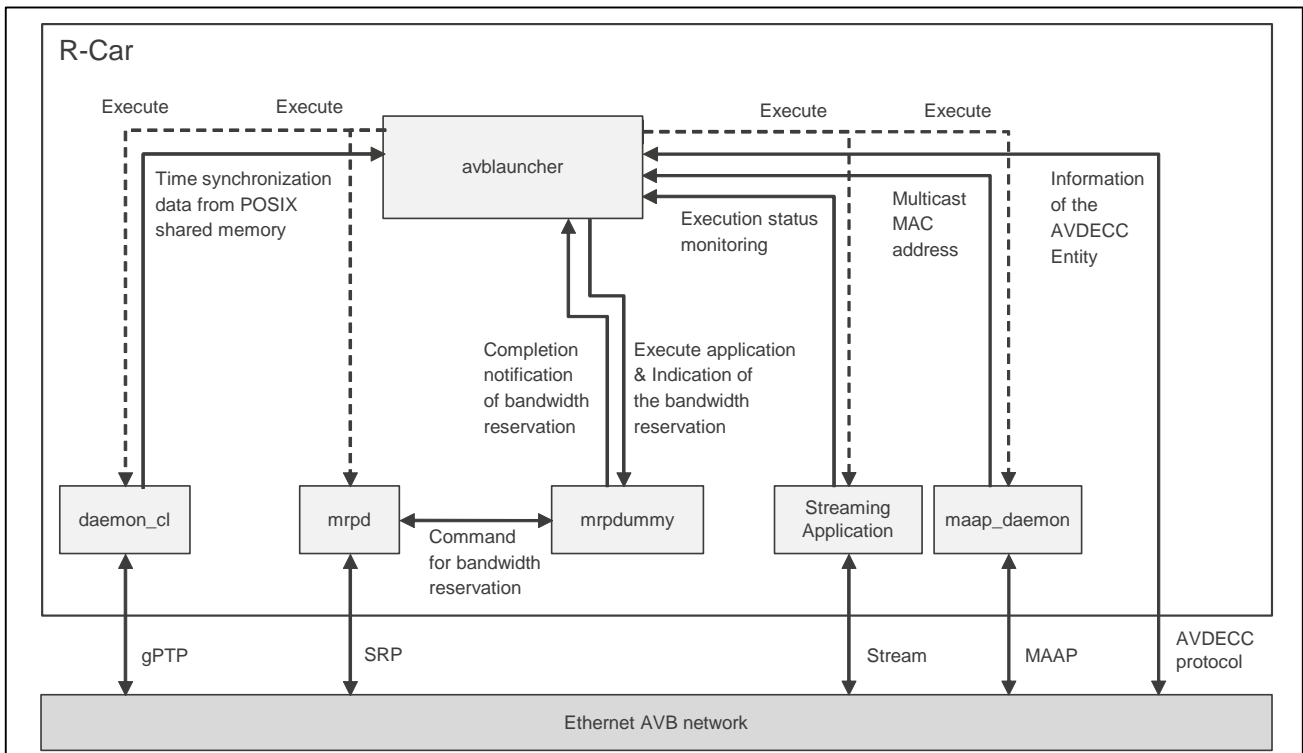 R-Car
Execute
Execute
Execute
Execute
avblauncher
Time synchronization
data from POSIX
shared memory
Execution status
monitoring
Multicast
MAC
address
Information
of the
AVDECC
Entity
Completion
notification
of bandwidth
reservation
Execute application
& Indication of
the bandwidth
reservation
daemon_cl
mrpd
mrpdummy
Streaming
Application
maap_daemon
Command
for bandwidth
reservation
gPTP
SRP
Stream
MAAP
AVDECC
protocol
Ethernet AVB network